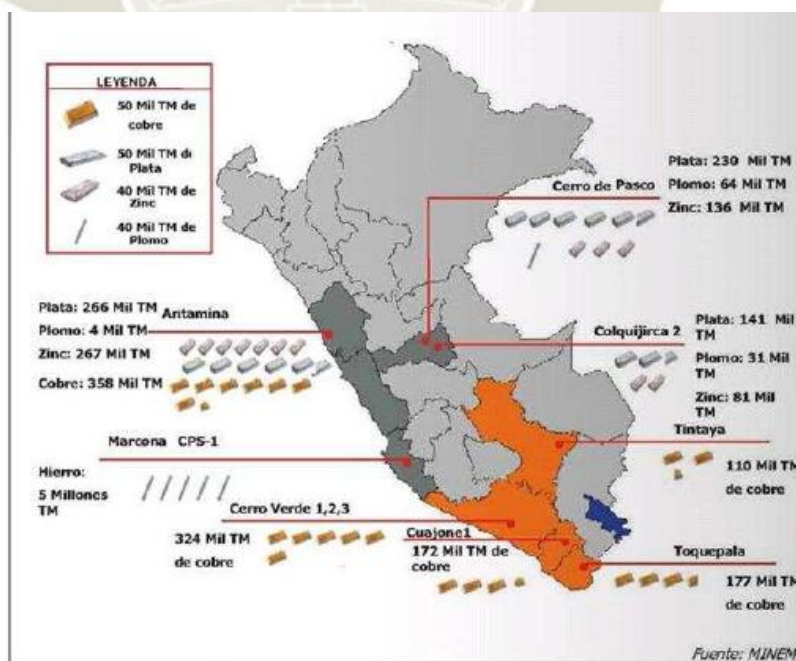 LEYENDA
50 Mil TM de
cobre
50 Mil TM de
Plata
40 Mil TM de
Zinc
40 Mil TM de
Plomo
Plata: 230 Mil TM
Cerro de Pasco
Plomo: 64 Mil TM
Zinc: 136 Mil TM
Plata: 266 Mil TM
Antamina
Plomo: 4 Mil TM
Zinc: 267 Mil TM
Cobre: 358 Mil TM
Colquijirca 2
Plata: 141 Mil
TM
Plomo: 31 Mil
TM
Zinc: 81 Mil
TM
Tintaya
110 Mil TM
de cobre
Marcona CPS-1
Hierro:
5 Millones
TM
Cerro Verde 1,2,3
324 Mil TM
de cobre
Cuajone1
172 Mil TM de
cobre
Toquepala
177 Mil TM
de cobre
Fuente: MINEM